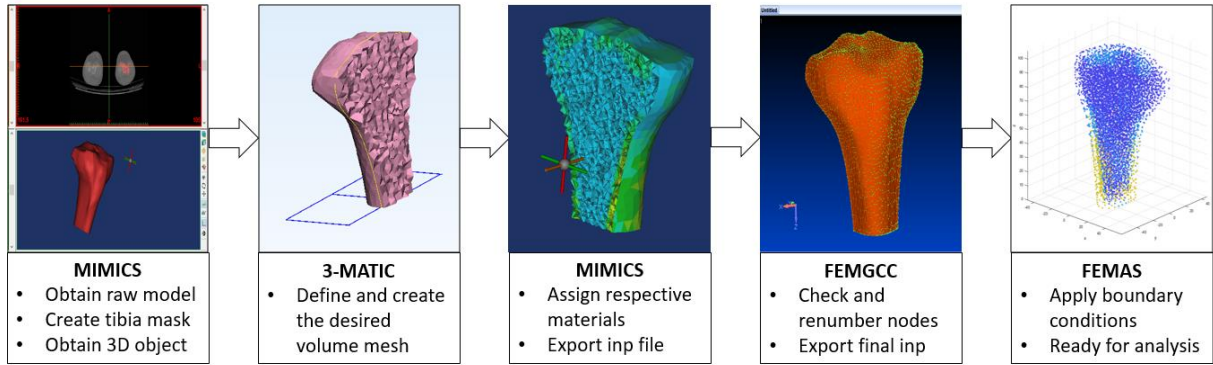 Untitled
MIMICS
• Obtain raw model
• Create tibia mask
• Obtain 3D object
3-MATIC
• Define and create
the desired
volume mesh
MIMICS
• Assign respective
materials
• Export inp file
FEMGCC
• Check and
renumber nodes
• Export final inp
FEMAS
• Apply boundary
conditions
• Ready for analysis